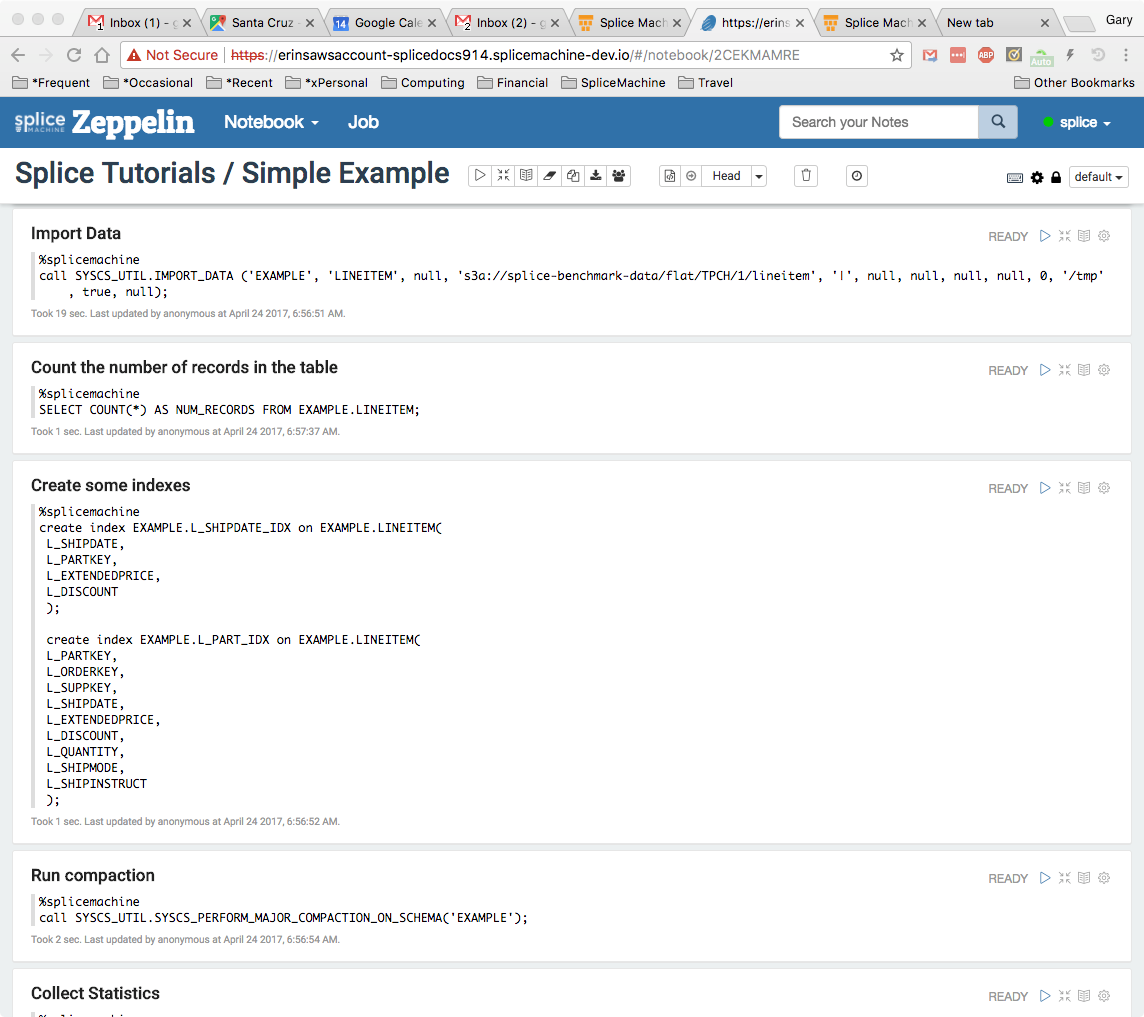 Inbox (1) - g
Santa Cruz -
14 Google Cale
Inbox (2) - g
Splice Mach
https://erins
Splice Mach
New tab
Gary
Not Secure https://erinsawsaccount-splicedocs914.splicemachine-dev.io/#/notebook/2CEKMAMRE
ABP
Auto
*Frequent *Occasional *Recent *xPersonal Computing Financial SpliceMachine Travel Other Bookmarks
splice MACHINE Zeppelin Notebook Job Search your Notes splice
Splice Tutorials / Simple Example Head default
Import Data READY
%splicemachine
call SYSCS_UTIL.IMPORT_DATA ('EXAMPLE', 'LINEITEM', null, 's3a://splice-benchmark-data/flat/TPCH/1/lineitem', '|', null, null, null, null, 0, '/tmp'
, true, null);
Took 19 sec. Last updated by anonymous at April 24 2017, 6:56:51 AM.
Count the number of records in the table READY
%splicemachine
SELECT COUNT(*) AS NUM_RECORDS FROM EXAMPLE.LINEITEM;
Took 1 sec. Last updated by anonymous at April 24 2017, 6:57:37 AM.
Create some indexes READY
%splicemachine
create index EXAMPLE.L_SHIPDATE_IDX on EXAMPLE.LINEITEM(
L_SHIPDATE,
L_PARTKEY,
L_EXTENDEDPRICE,
L_DISCOUNT
);
create index EXAMPLE.L_PART_IDX on EXAMPLE.LINEITEM(
L_PARTKEY,
L_ORDERKEY,
L_SUPPKEY,
L_SHIPDATE,
L_EXTENDEDPRICE,
L_DISCOUNT,
L_QUANTITY,
L_SHIPMODE,
L_SHIPINSTRUCT
);
Took 1 sec. Last updated by anonymous at April 24 2017, 6:56:52 AM.
Run compaction READY
%splicemachine
call SYSCS_UTIL.SYSCS_PERFORM_MAJOR_COMPACTION_ON_SCHEMA('EXAMPLE');
Took 2 sec. Last updated by anonymous at April 24 2017, 6:56:54 AM.
Collect Statistics READY